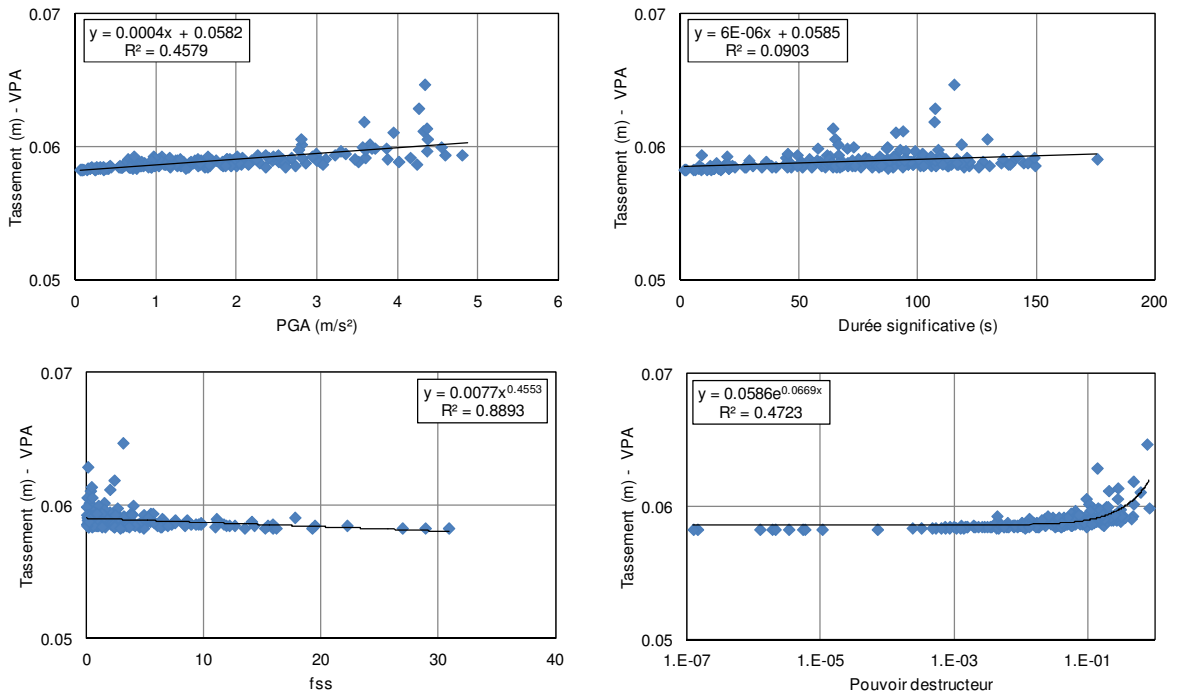 0.07
y = 0.0004x + 0.0582
R² = 0.4579
0.06
0.05
Tassement (m) - VPA
0 1 2 3 4 5 6
PGA (m/s²)
0.07
y = 6E-06x + 0.0585
R² = 0.0903
0.06
0.05
Tassement (m) - VPA
0 50 100 150 200
Durée significative (s)
0.07
y = 0.0077x^0.4553
R² = 0.8893
0.06
0.05
Tassement (m) - VPA
0 10 20 30 40
fss
0.07
y = 0.0586e^0.0669x
R² = 0.4723
0.06
0.05
Tassement (m) - VPA
1.E-07 1.E-05 1.E-03 1.E-01
Pouvoir destructeur